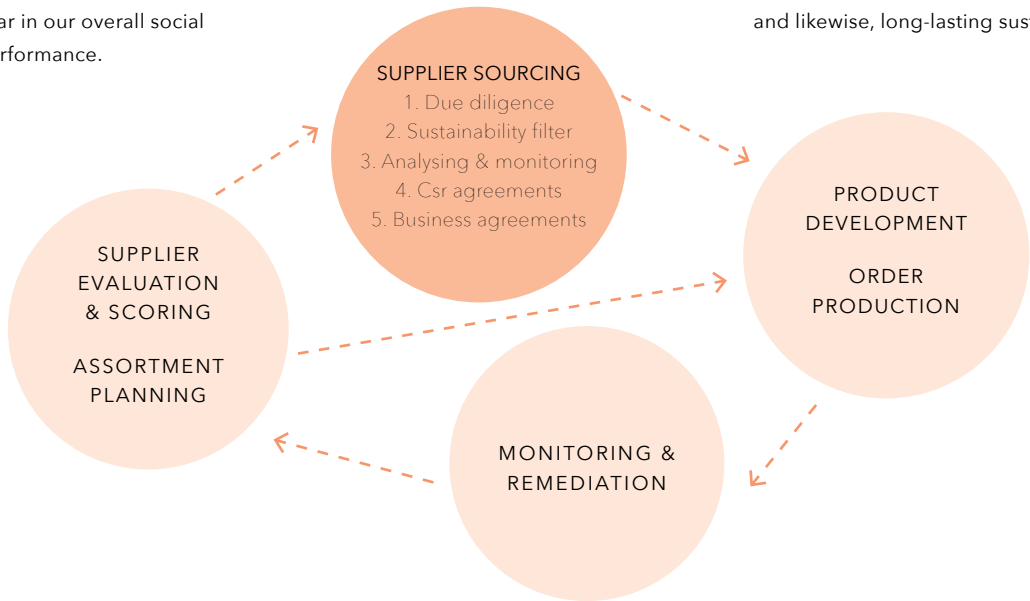 ar in our overall social
rformance.
and likewise, long-lasting sus
SUPPLIER SOURCING
1. Due diligence
2. Sustainability filter
3. Analysing & monitoring
4. Csr agreements
5. Business agreements
PRODUCT
DEVELOPMENT
ORDER
PRODUCTION
SUPPLIER
EVALUATION
& SCORING
ASSORTMENT
PLANNING
MONITORING &
REMEDIATION